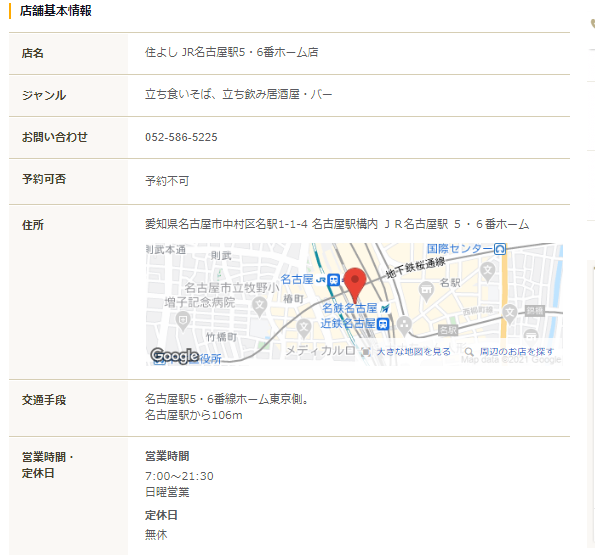 店舗基本情報
店名
住よし JR名古屋駅5・6番ホーム店
ジャンル
立ち食いそば、立ち飲み居酒屋・バー
お問い合わせ
052-586-5225
予約可否
予約不可
住所
愛知県名古屋市中村区名駅1-1-4 名古屋駅構内 ＪＲ名古屋駅 ５・６番ホーム
則武本通
則武
国際センター
地下鉄桜通線
名古屋
名古屋市立牧野小
増子記念病院
椿町
名駅
名鉄名古屋
近鉄名古屋
名駅
竹橋町
メディカルロ
Google
役所
大きな地図を見る
周辺のお店を探す
Map data ©2021 Google
交通手段
名古屋駅5・6番線ホーム東京側。
名古屋駅から106m
営業時間・
定休日
営業時間
7:00～21:30
日曜営業
定休日
無休